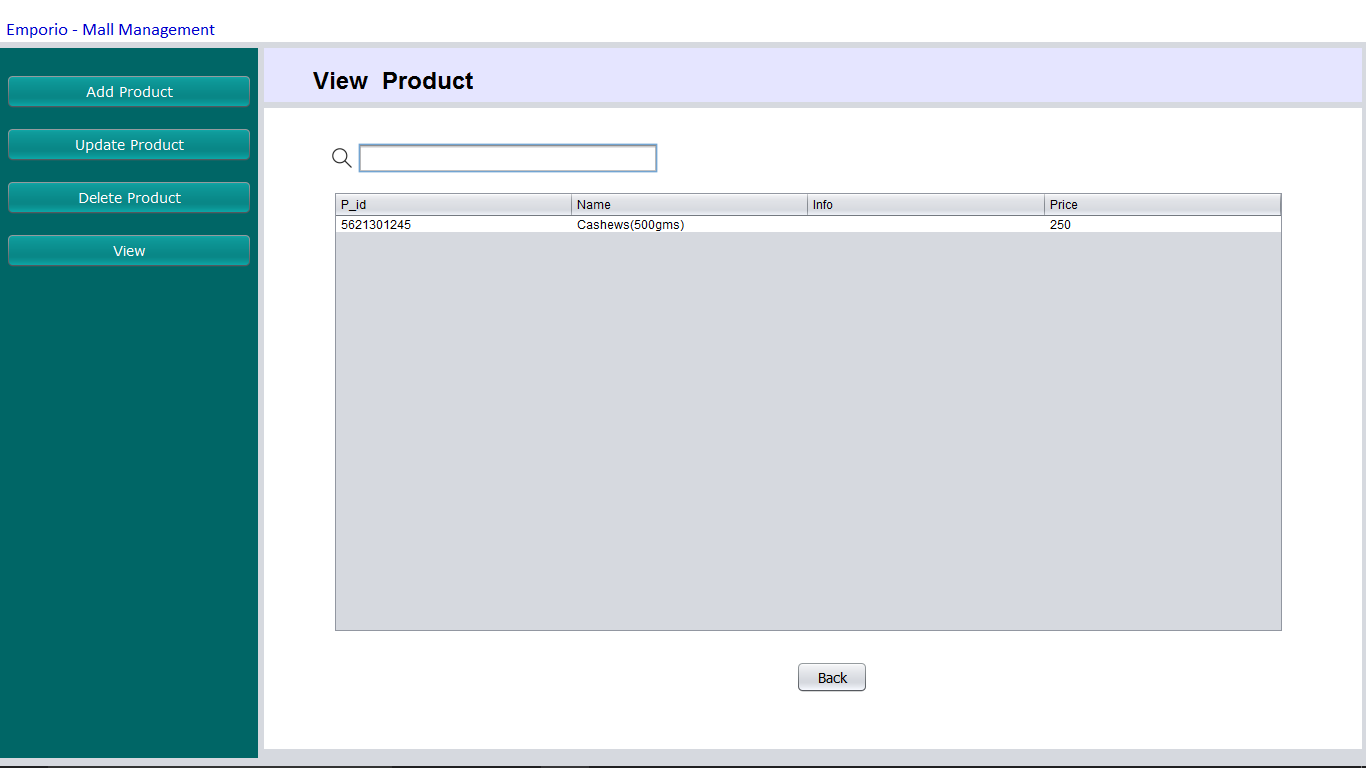 Emporio - Mall Management
View Product
Add Product
Update Product
Delete Product
View
P_id Name Info Price
5621301245 Cashews(500gms) 250
Back